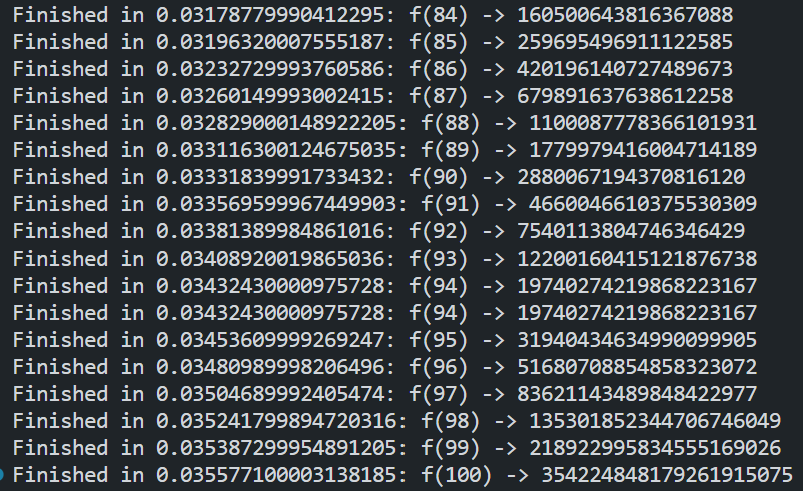 Finished in 0.03178779990412295: f(84) -> 160500643816367088
Finished in 0.03196320007555187: f(85) -> 259695496911122585
Finished in 0.03232729993760586: f(86) -> 420196140727489673
Finished in 0.03260149993002415: f(87) -> 679891637638612258
Finished in 0.032829000148922205: f(88) -> 1100087778366101931
Finished in 0.033116300124675035: f(89) -> 1779979416004714189
Finished in 0.03331839991733432: f(90) -> 2880067194370816120
Finished in 0.033569599967449903: f(91) -> 4660046610375530309
Finished in 0.03381389984861016: f(92) -> 7540113804746346429
Finished in 0.03408920019865036: f(93) -> 12200160415121876738
Finished in 0.03432430000975728: f(94) -> 19740274219868223167
Finished in 0.03432430000975728: f(94) -> 19740274219868223167
Finished in 0.03453609999269247: f(95) -> 31940434634990099905
Finished in 0.03480989998206496: f(96) -> 51680708854858323072
Finished in 0.03504689992405474: f(97) -> 83621143489848422977
Finished in 0.035241799894720316: f(98) -> 135301852344706746049
Finished in 0.035387299954891205: f(99) -> 218922995834555169026
Finished in 0.035577100003138185: f(100) -> 354224848179261915075